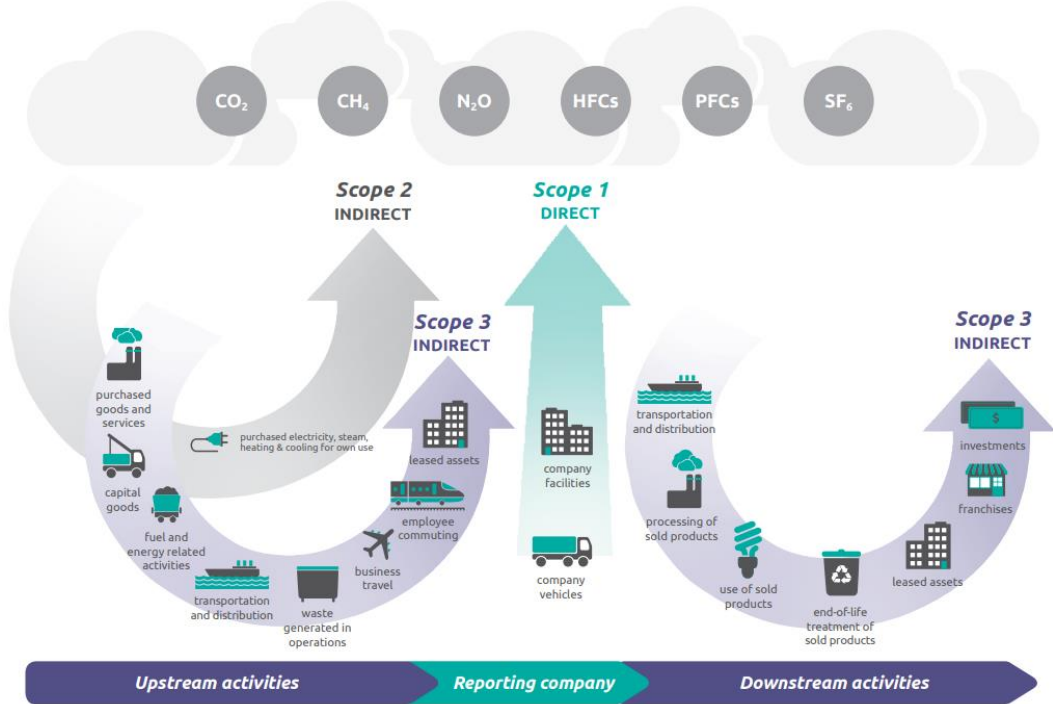 CO₂
CH₄
N₂O
HFCs
PFCs
SF₆
Scope 2
INDIRECT
Scope 1
DIRECT
Scope 3
INDIRECT
Scope 3
INDIRECT
purchased
goods and
services
capital
goods
fuel and
energy related
activities
transportation
and distribution
waste
generated in
operations
business
travel
employee
commuting
leased assets
purchased electricity, steam,
heating & cooling for own use
company
facilities
company
vehicles
transportation
and distribution
processing of
sold products
use of sold
products
end-of-life
treatment of
sold products
leased assets
franchises
$
investments
Upstream activities
Reporting company
Downstream activities